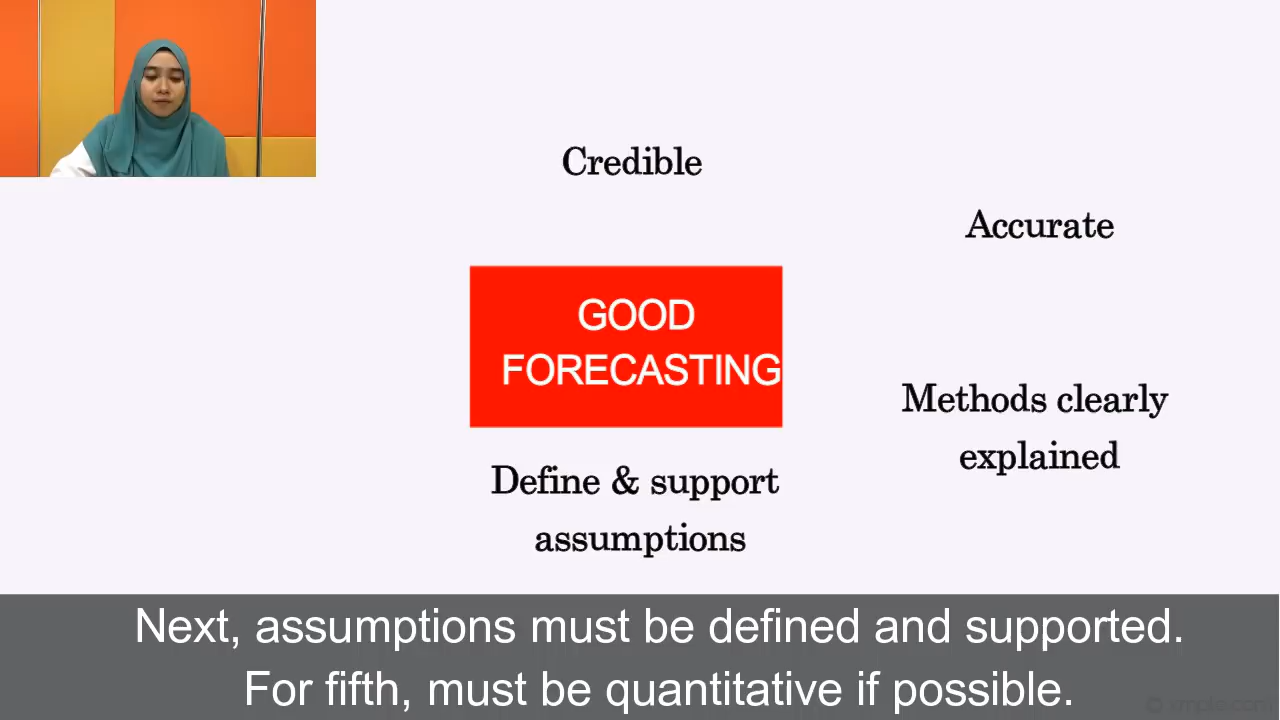 Credible
Accurate
GOOD
FORECASTING
Methods clearly
explained
Define & support
assumptions
Next, assumptions must be defined and supported.
For fifth, must be quantitative if possible.